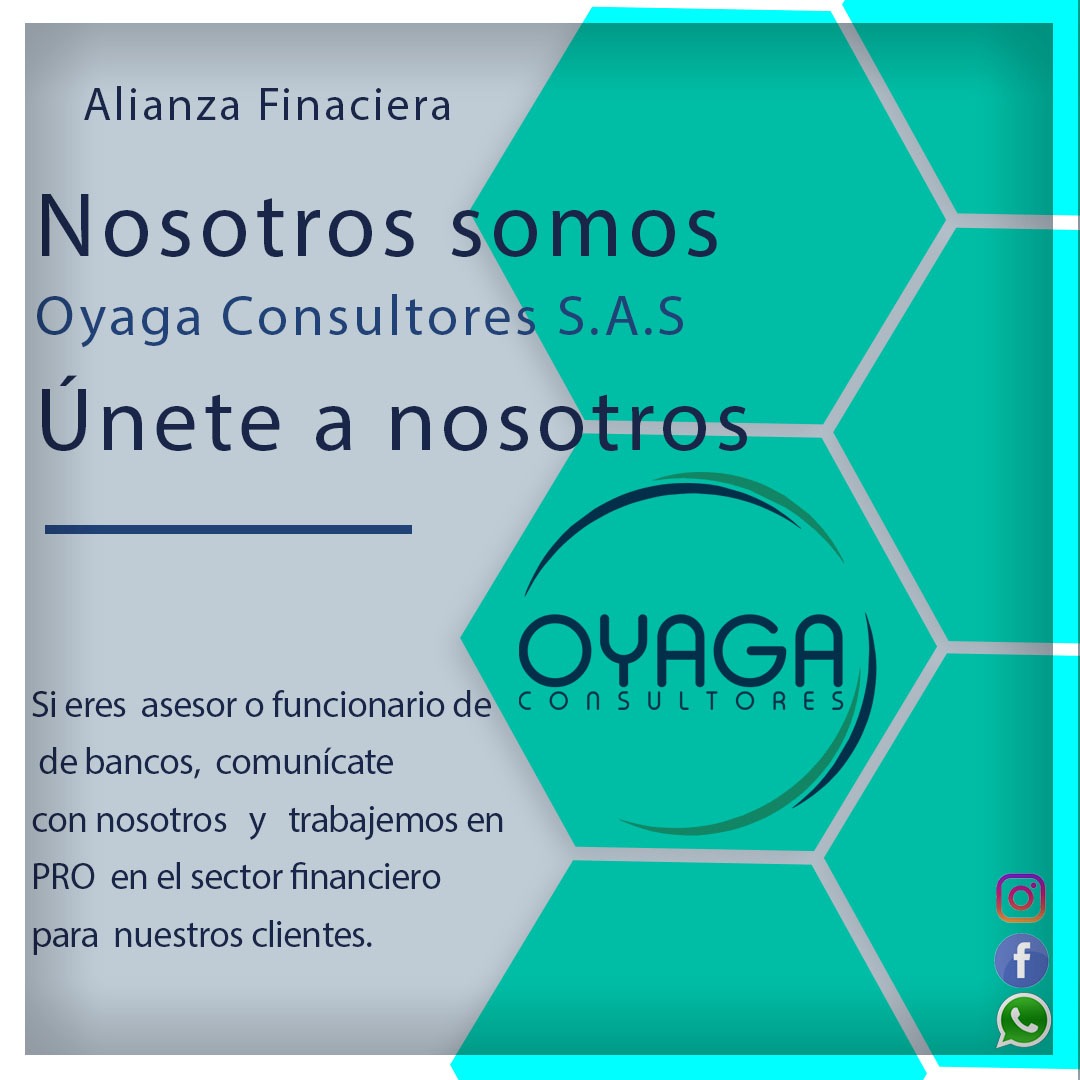 Alianza Finaciera
Nosotros somos
Oyaga Consultores S.A.S
Únete a nosotros
OYAGA
CONSULTORES
Si eres asesor o funcionario de
de bancos, comunícate
con nosotros y trabajemos en
PRO en el sector financiero
para nuestros clientes.